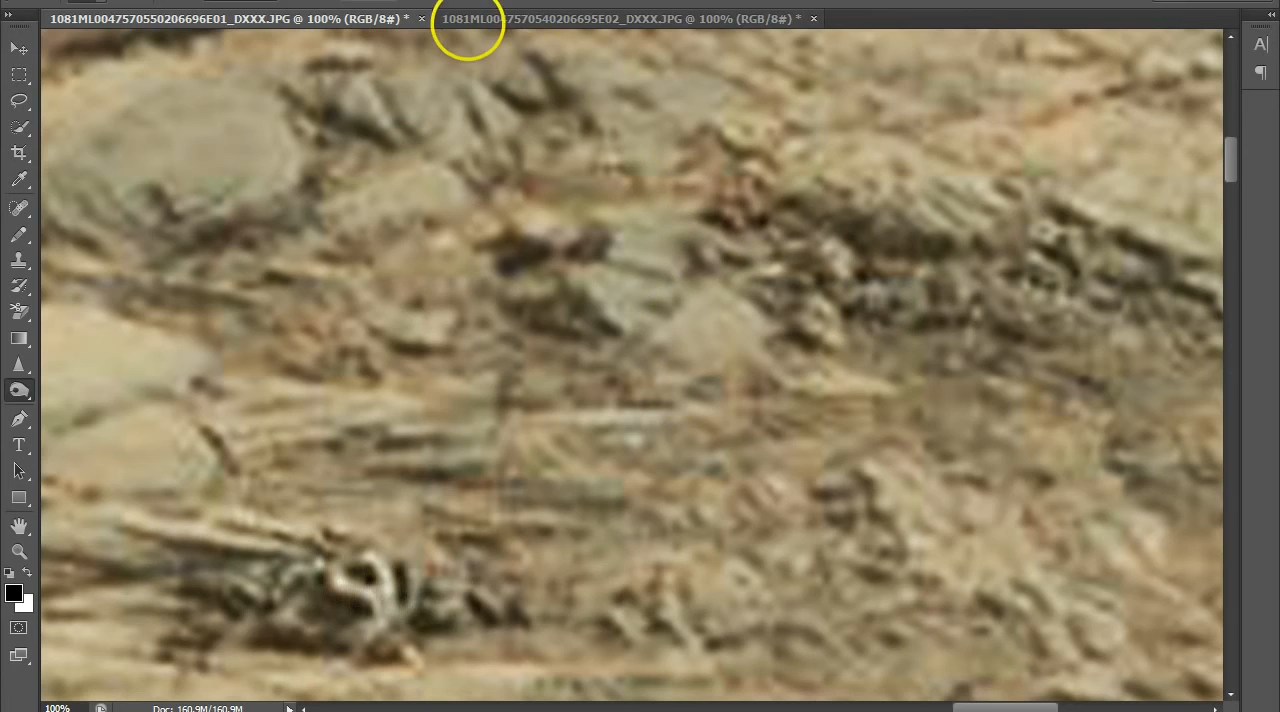 1081ML0047570550206696E01_DXXX.JPG @ 100% (RGB/8#) * × 1081ML0047570540206695E02_DXXX.JPG @ 100% (RGB/8#) * ×
A
¶
T
100% Doc: 160.9M/160.9M